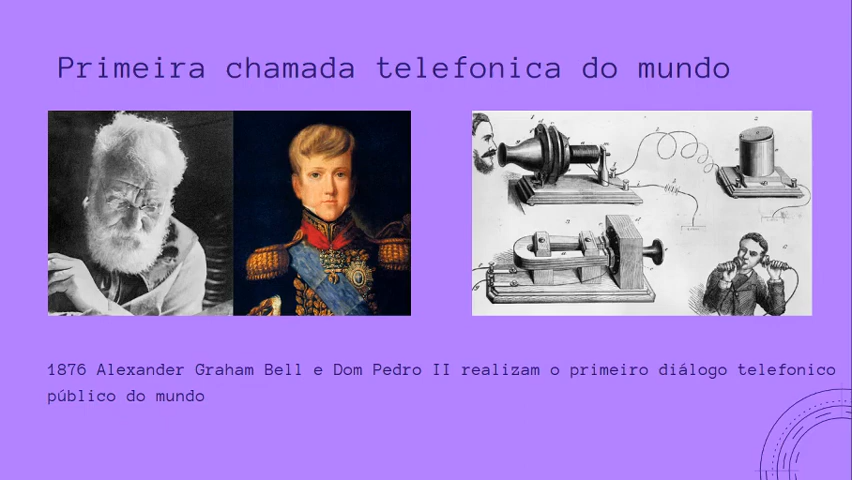 Primeira chamada telefonica do mundo
1876 Alexander Graham Bell e Dom Pedro II realizam o primeiro diálogo telefonico
público do mundo